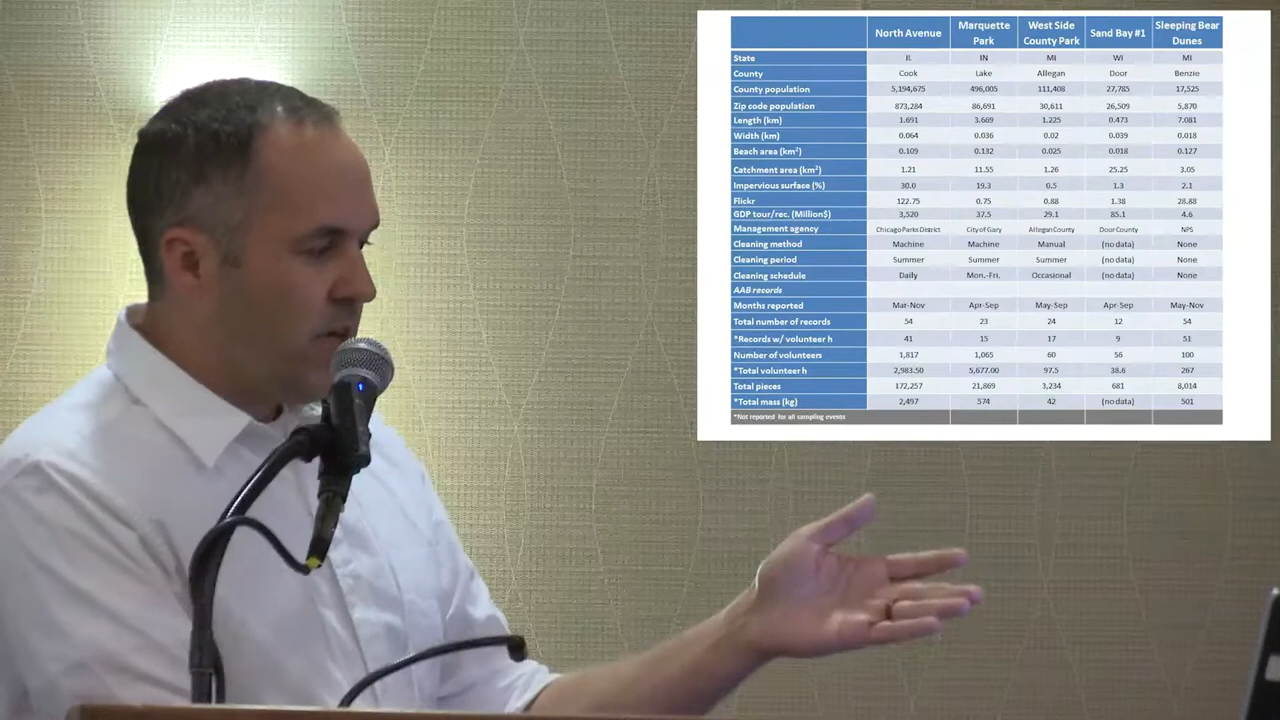 North Avenue Marquette Park West Side County Park Sand Bay #1 Sleeping Bear Dunes
State IL IN MI WI MI
County Cook Lake Allegan Door Benzie
County population 5,194,675 496,005 111,408 27,785 17,525
Zip code population 873,284 86,691 30,611 26,509 5,870
Length (km) 1.691 3.669 1.225 0.473 7.081
Width (km) 0.064 0.036 0.02 0.039 0.018
Beach area (km²) 0.109 0.132 0.025 0.018 0.127
Catchment area (km²) 1.21 11.55 1.26 25.25 3.05
Impervious surface (%) 30.0 19.3 0.5 1.3 2.1
Flickr 122.75 0.75 0.88 1.38 28.88
GDP tour/rec. (Million$) 3,520 37.5 29.1 85.1 4.6
Management agency Chicago Parks District City of Gary Allegan County Door County NPS
Cleaning method Machine Machine Manual (no data) None
Cleaning period Summer Summer Summer (no data) None
Cleaning schedule Daily Mon.-Fri. Occasional (no data) None
AAB records
Months reported Mar-Nov Apr-Sep May-Sep Apr-Sep May-Nov
Total number of records 54 23 24 12 54
*Records w/ volunteer h 41 15 17 9 51
Number of volunteers 1,817 1,065 60 56 100
*Total volunteer h 2,983.50 5,677.00 97.5 38.6 267
Total pieces 172,257 21,869 3,234 681 8,014
*Total mass (kg) 2,497 574 42 (no data) 501
*Not reported for all sampling events